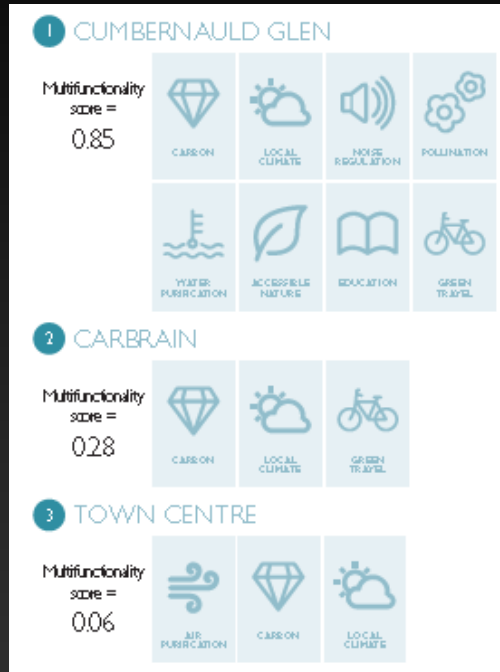 1 CUMBERNAULD GLEN
Multifunctionality
score =
0.85
CARBON
LOCAL
CLIMATE
NOISE
REGULATION
POLLINATION
WATER
PURIFICATION
ACCESSIBLE
NATURE
EDUCATION
GREEN
TRAVEL
2 CARBRAIN
Multifunctionality
score =
0.28
CARBON
LOCAL
CLIMATE
GREEN
TRAVEL
3 TOWN CENTRE
Multifunctionality
score =
0.06
AIR
PURIFICATION
CARBON
LOCAL
CLIMATE